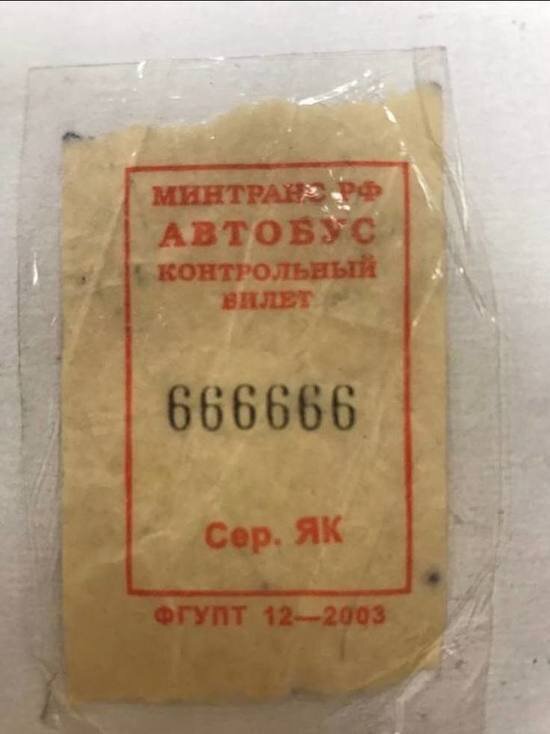 МИНТРАНС РФ
АВТОБУС
КОНТРОЛЬНЫЙ
БИЛЕТ
666666
Сер. ЯК
ФГУПТ 12—2003